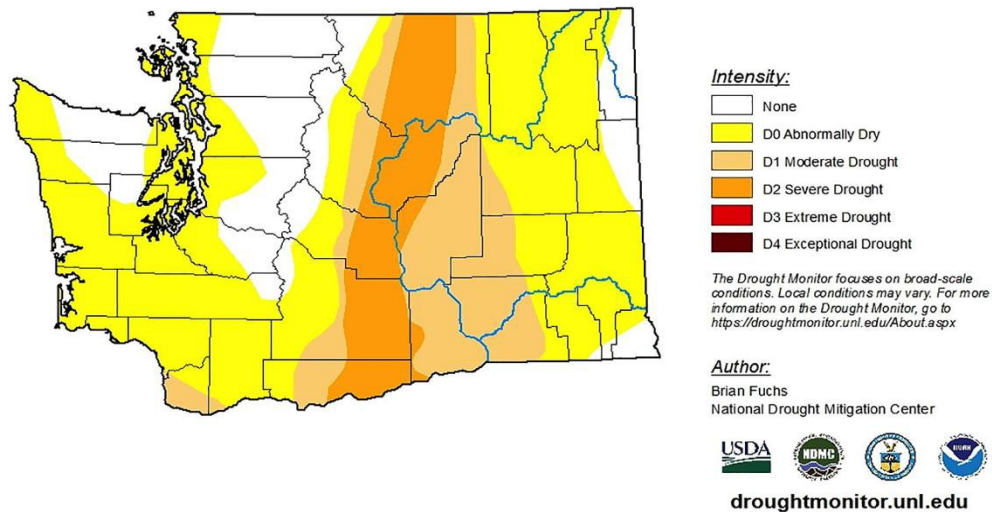 Intensity:
None
D0 Abnormally Dry
D1 Moderate Drought
D2 Severe Drought
D3 Extreme Drought
D4 Exceptional Drought
The Drought Monitor focuses on broad-scale
conditions. Local conditions may vary. For more
information on the Drought Monitor, go to
https://droughtmonitor.unl.edu/About.aspx
Author:
Brian Fuchs
National Drought Mitigation Center
USDA
NDMC
droughtmonitor.unl.edu